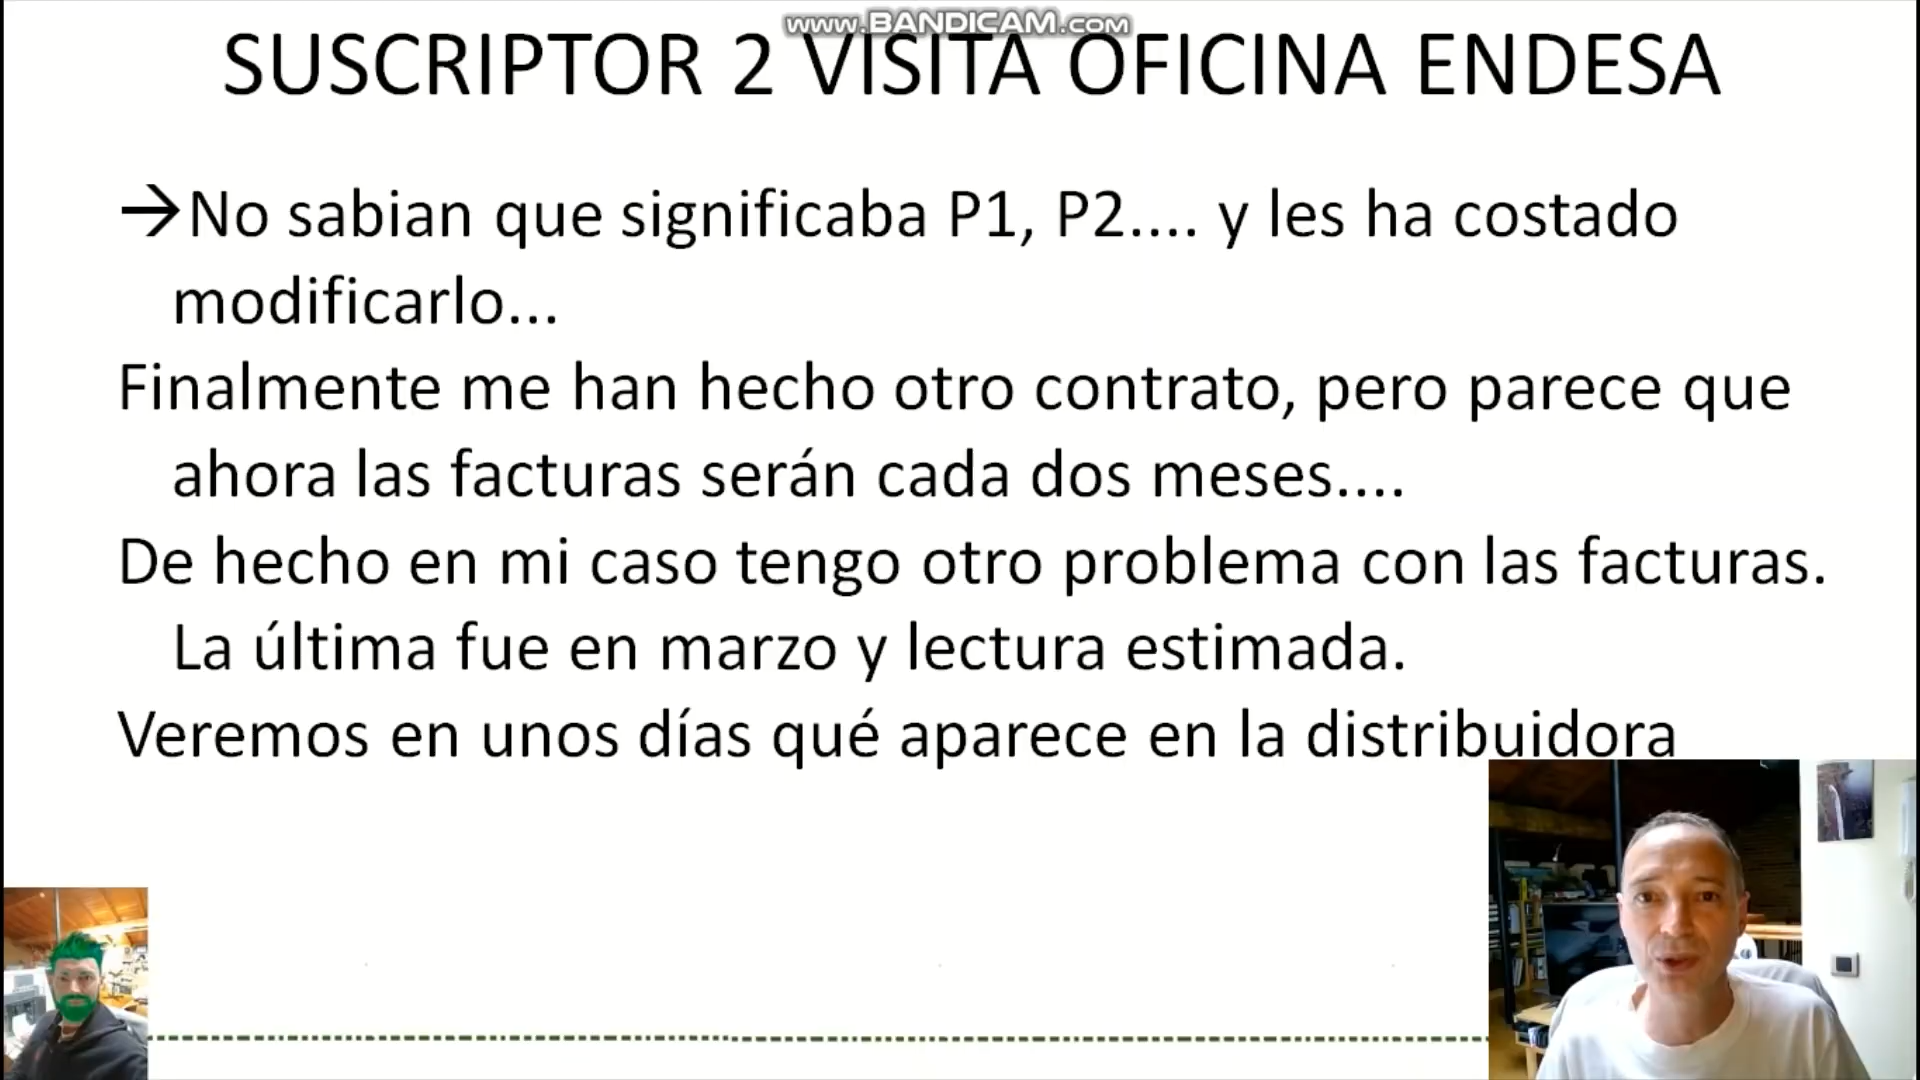 www.BANDICAM.com
SUSCRIPTOR 2 VISITA OFICINA ENDESA
→No sabian que significaba P1, P2.... y les ha costado
modificarlo...
Finalmente me han hecho otro contrato, pero parece que
ahora las facturas serán cada dos meses....
De hecho en mi caso tengo otro problema con las facturas.
La última fue en marzo y lectura estimada.
Veremos en unos días qué aparece en la distribuidora